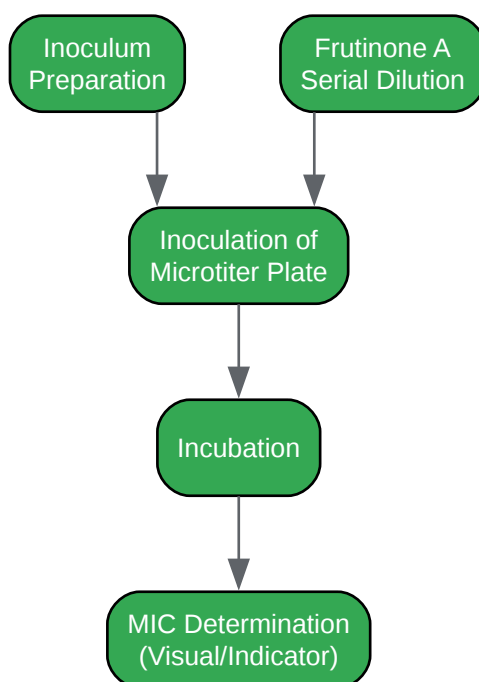 Inoculum
Preparation
Frutinone A
Serial Dilution
Inoculation of
Microtiter Plate
Incubation
MIC Determination
(Visual/Indicator)